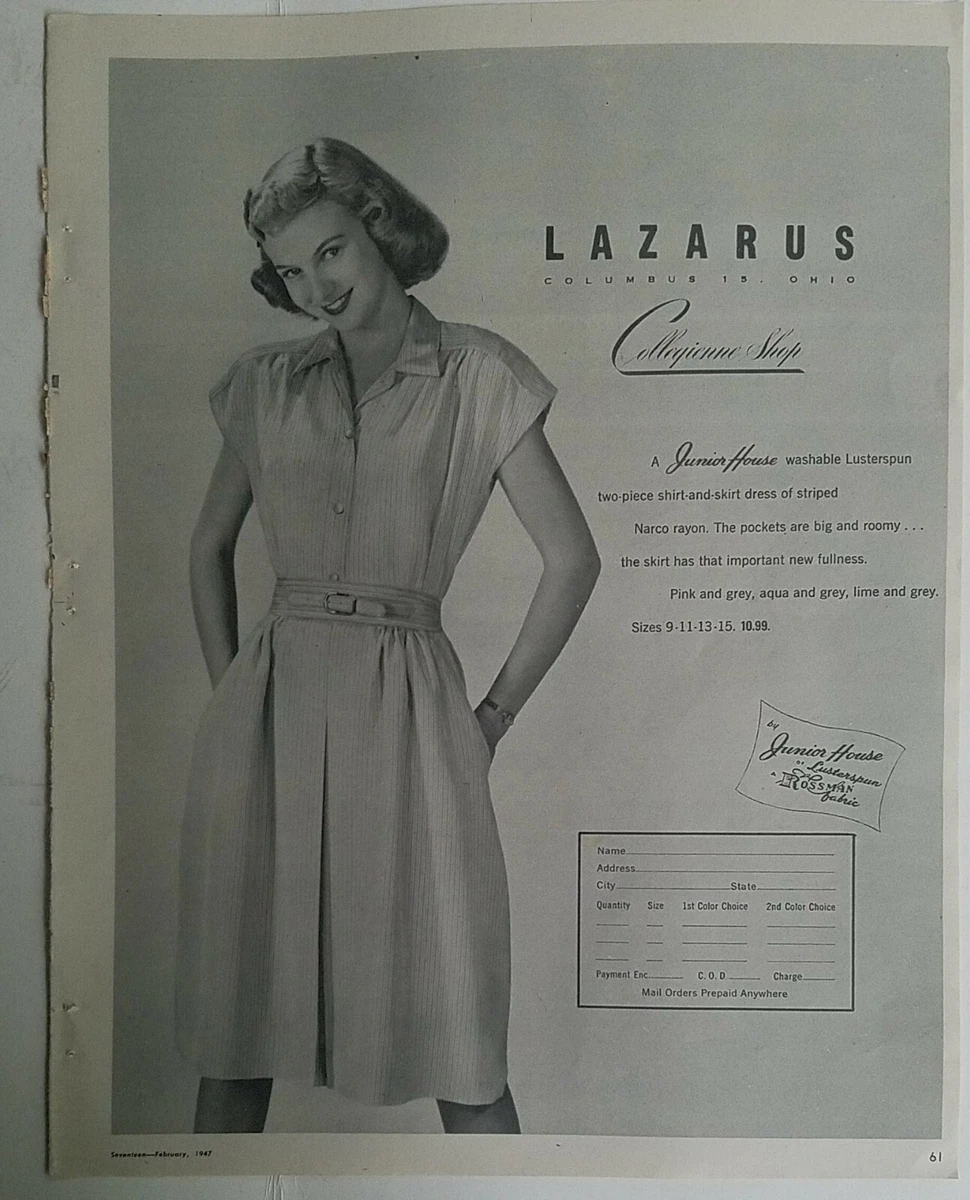 LAZARUS
COLUMBUS 15, OHIO
Collegienne Shop
A Junior House washable Lusterspun
two-piece shirt-and-skirt dress of striped
Narco rayon. The pockets are big and roomy . . .
the skirt has that important new fullness.
Pink and grey, aqua and grey, lime and grey.
Sizes 9-11-13-15. 10.99.
by
Junior House
of Lusterspun
a ROSSMAN
fabric
Name
Address
City State
Quantity Size 1st Color Choice 2nd Color Choice
Payment Enc. C. O. D. Charge
Mail Orders Prepaid Anywhere
Seventeen—February, 1947
61